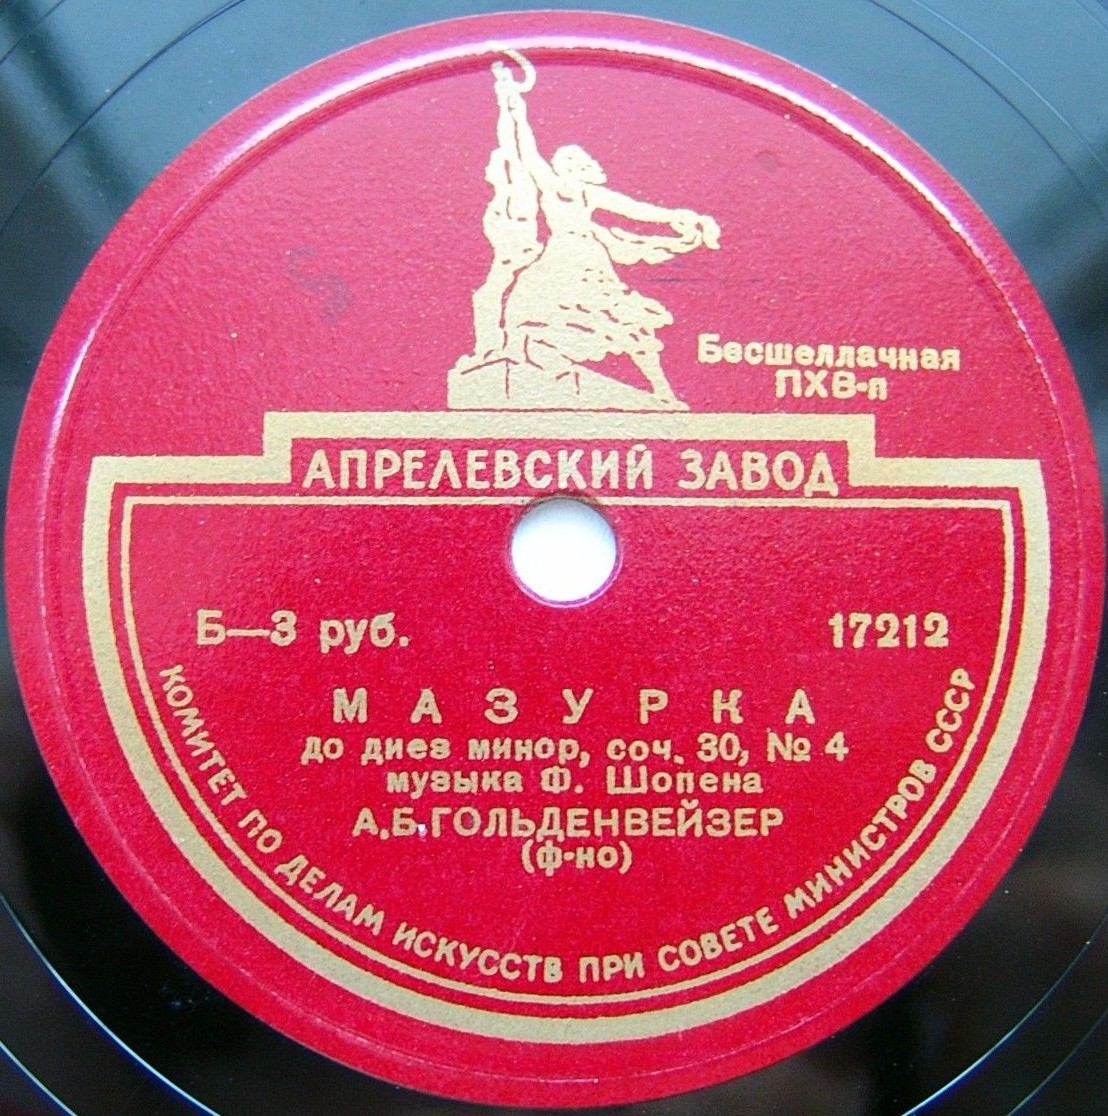 Бесшеллачная
ПХВ-п
АПРЕЛЕВСКИЙ ЗАВОД
Б—3 руб.
17212
МАЗУРКА
до диез минор, соч. 30, № 4
музыка Ф. Шопена
А.Б.ГОЛЬДЕНВЕЙЗЕР
(ф-но)
КОМИТЕТ ПО ДЕЛАМ ИСКУССТВ ПРИ СОВЕТЕ МИНИСТРОВ СССР